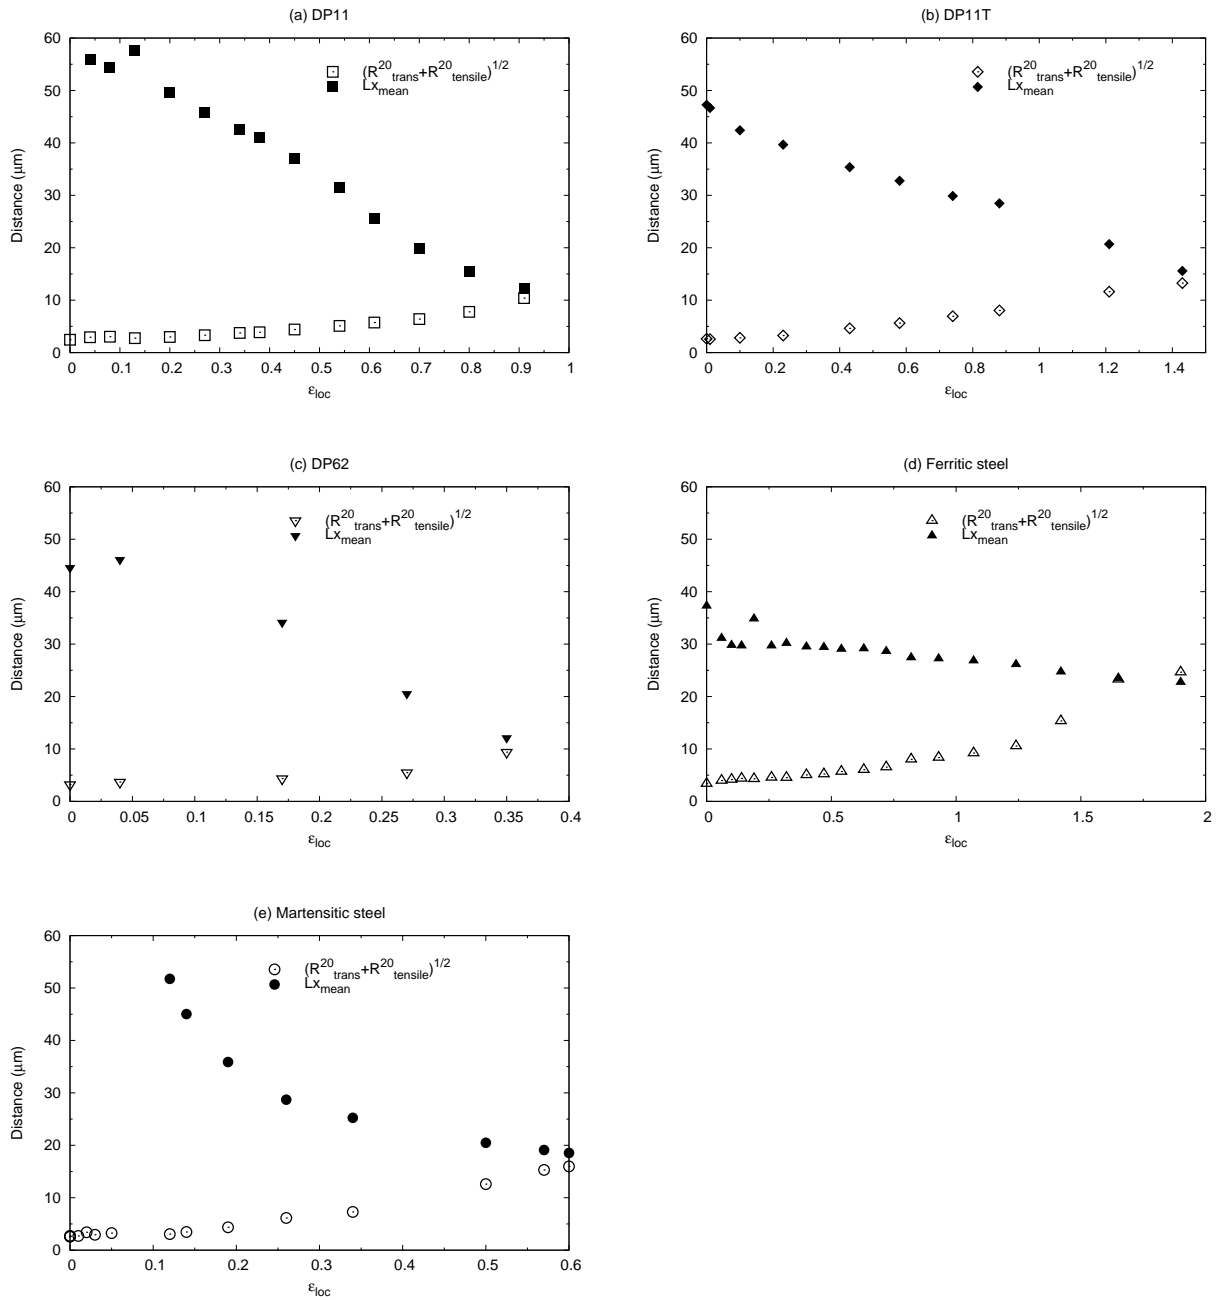 (a) DP11
60
50
40
30
20
10
0
Distance (μm)
(R^20_trans+R^20_tensile)^1/2
Lx_mean
0 0.1 0.2 0.3 0.4 0.5 0.6 0.7 0.8 0.9 1
ε_loc
(b) DP11T
60
50
40
30
20
10
0
Distance (μm)
(R^20_trans+R^20_tensile)^1/2
Lx_mean
0 0.2 0.4 0.6 0.8 1 1.2 1.4
ε_loc
(c) DP62
60
50
40
30
20
10
0
Distance (μm)
(R^20_trans+R^20_tensile)^1/2
Lx_mean
0 0.05 0.1 0.15 0.2 0.25 0.3 0.35 0.4
ε_loc
(d) Ferritic steel
60
50
40
30
20
10
0
Distance (μm)
(R^20_trans+R^20_tensile)^1/2
Lx_mean
0 0.5 1 1.5 2
ε_loc
(e) Martensitic steel
60
50
40
30
20
10
0
Distance (μm)
(R^20_trans+R^20_tensile)^1/2
Lx_mean
0 0.1 0.2 0.3 0.4 0.5 0.6
ε_loc